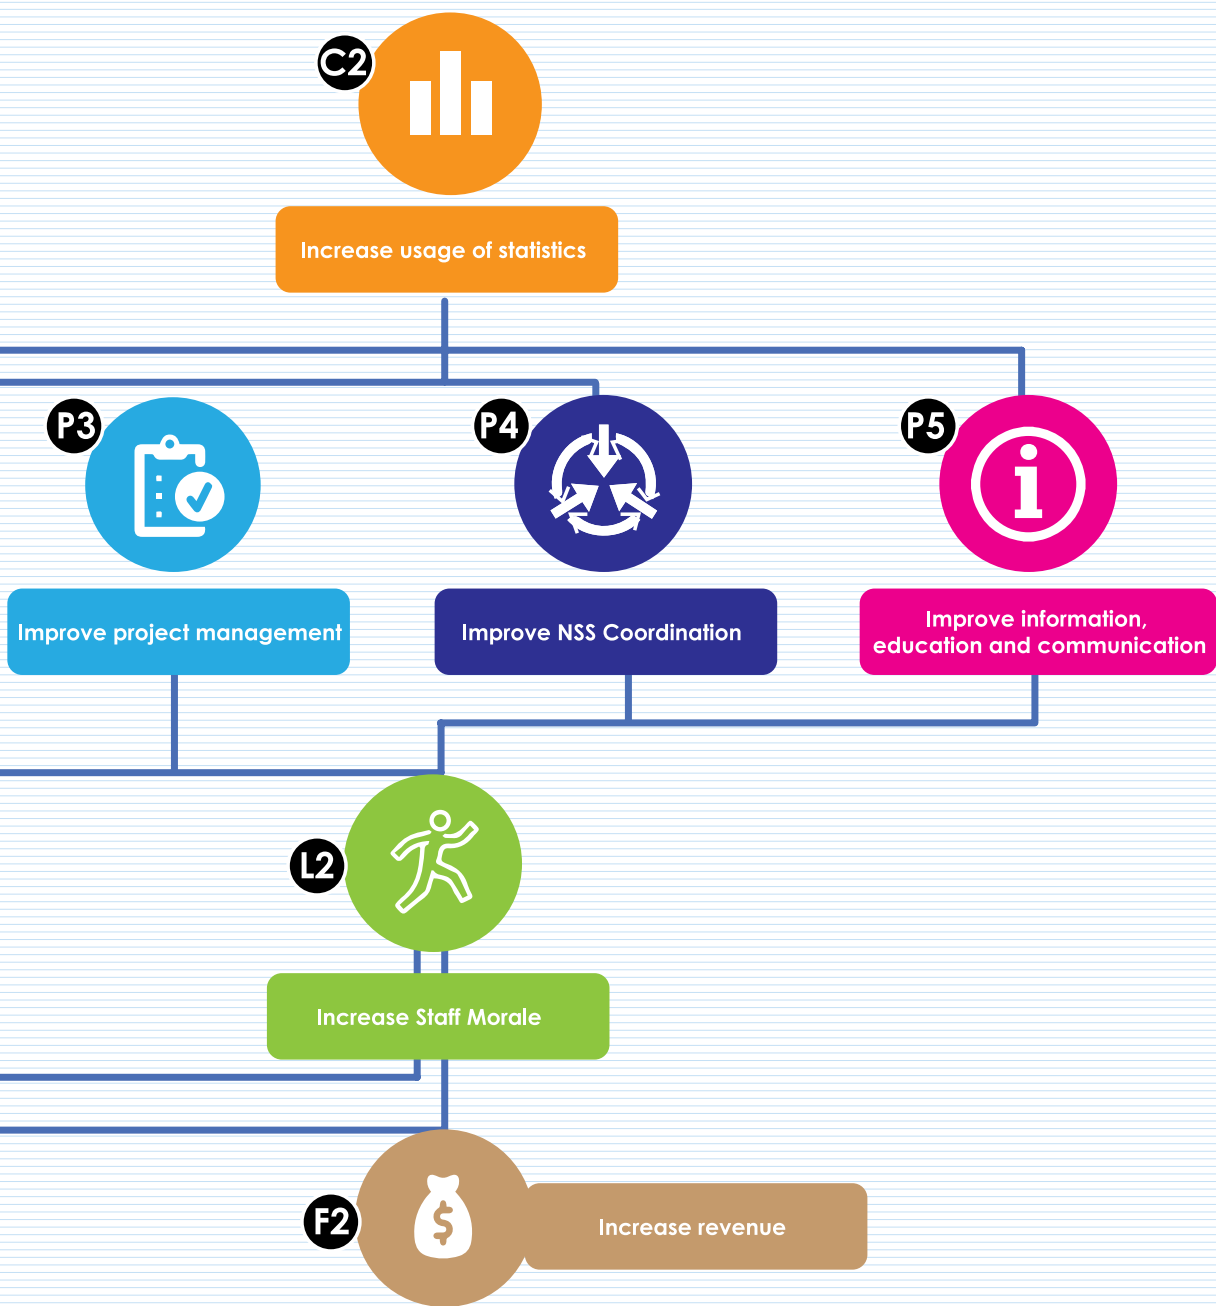 C2
Increase usage of statistics
P3
P4
P5
Improve project management
Improve NSS Coordination
Improve information,
education and communication
L2
Increase Staff Morale
F2
$
Increase revenue